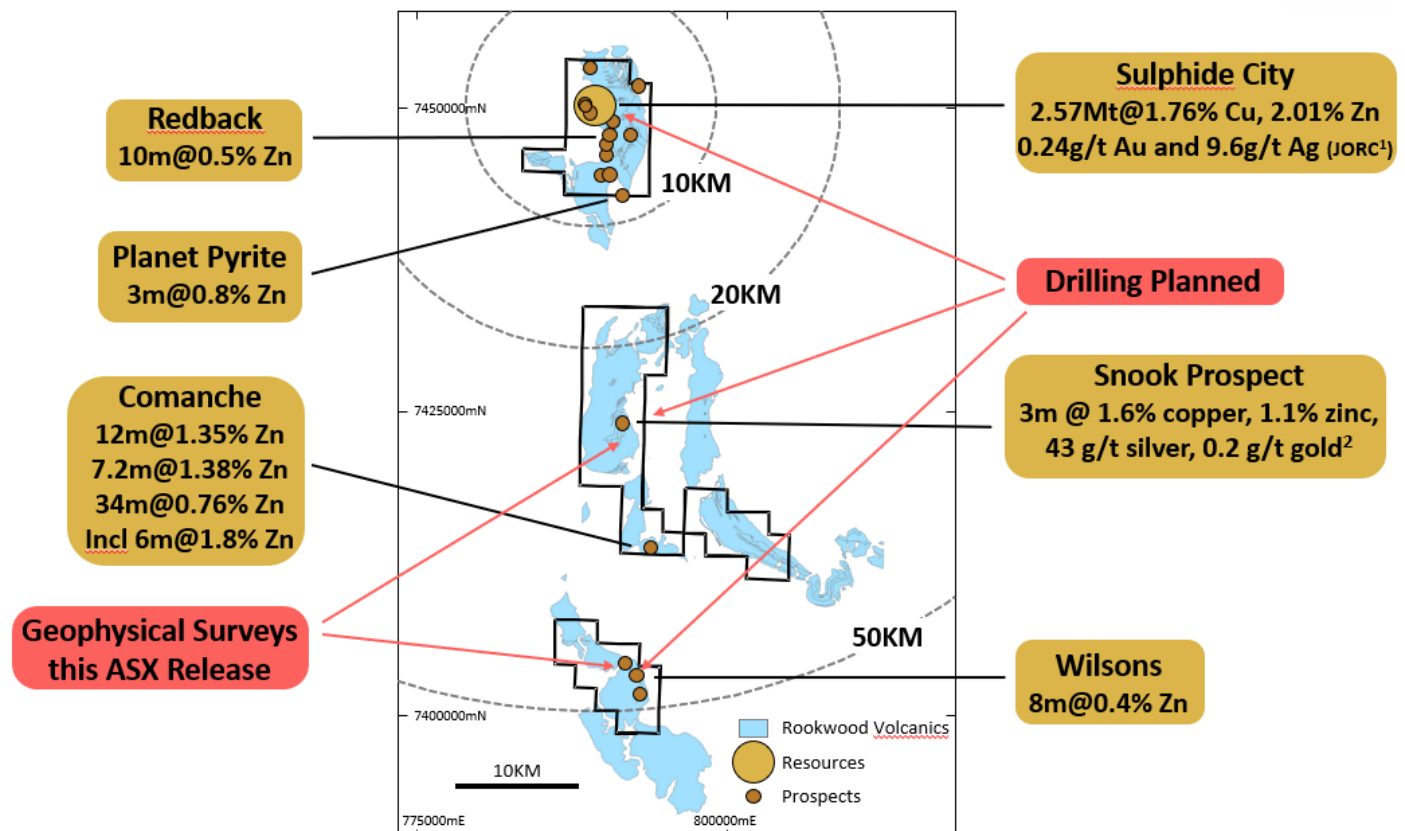 Redback
10m@0.5% Zn
Planet Pyrite
3m@0.8% Zn
Comanche
12m@1.35% Zn
7.2m@1.38% Zn
34m@0.76% Zn
Incl 6m@1.8% Zn
Geophysical Surveys
this ASX Release
7450000mN
7425000mN
7400000mN
775000mE
800000mE
10KM
20KM
50KM
10KM
Rookwood Volcanics
Resources
Prospects
Sulphide City
2.57Mt@1.76% Cu, 2.01% Zn
0.24g/t Au and 9.6g/t Ag (JORC¹)
Drilling Planned
Snook Prospect
3m @ 1.6% copper, 1.1% zinc,
43 g/t silver, 0.2 g/t gold²
Wilsons
8m@0.4% Zn